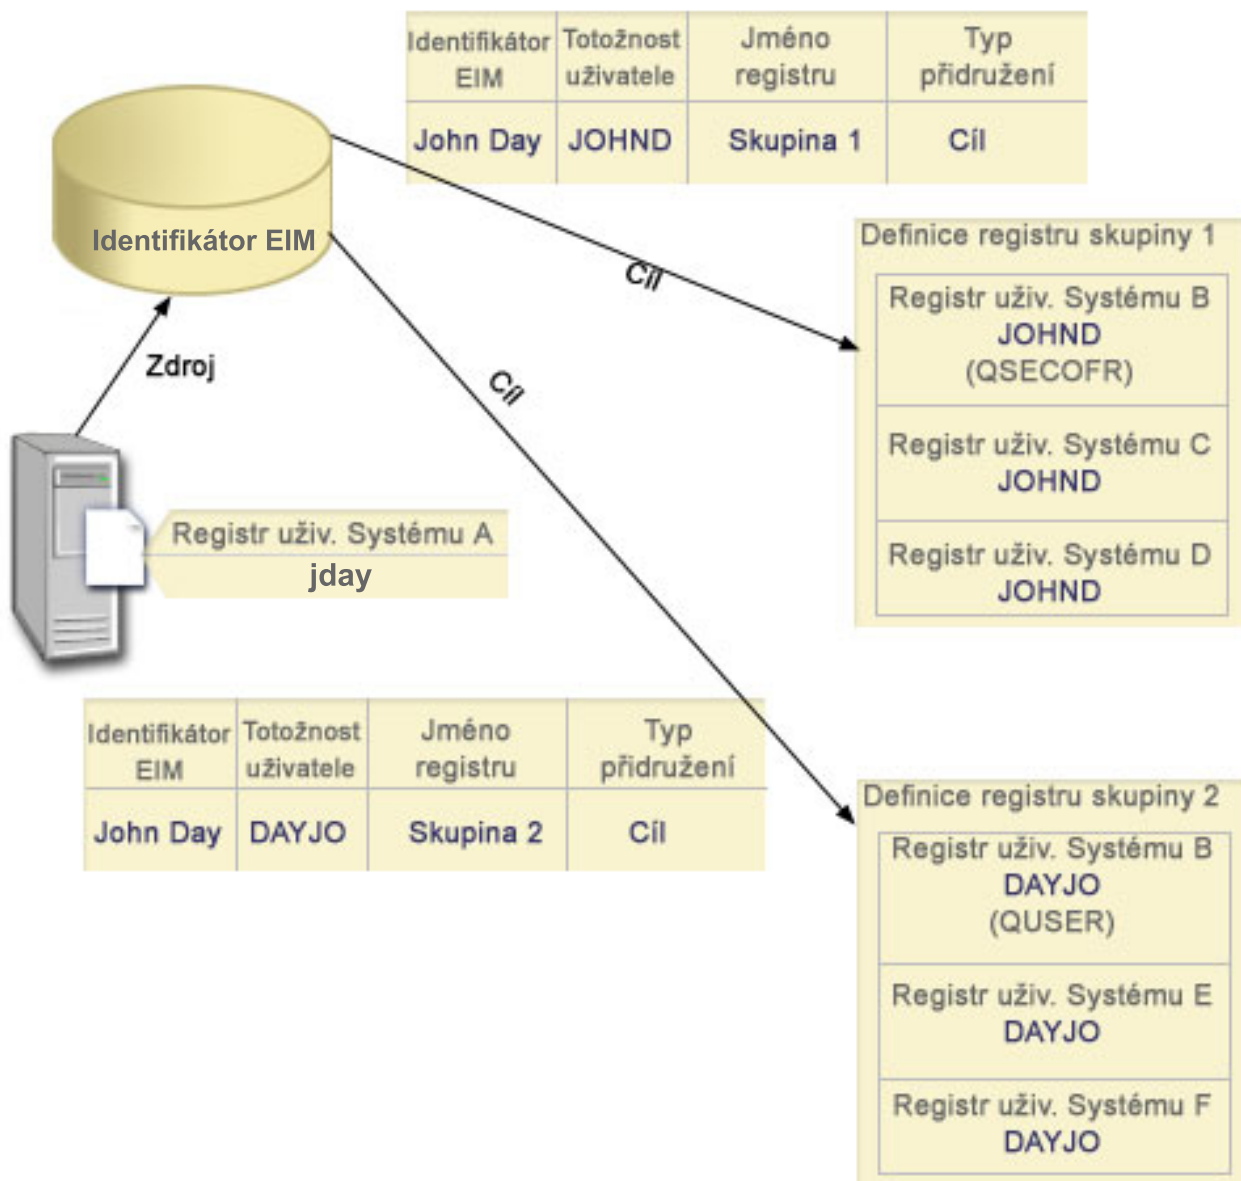 Identifikátor EIM
Totožnost uživatele
Jméno registru
Typ přidružení
John Day
JOHND
Skupina 1
Cíl
Identifikátor EIM
Zdroj
Cíl
Cíl
Registr uživ. Systému A
jday
Definice registru skupiny 1
Registr uživ. Systému B
JOHND
(QSECOFR)
Registr uživ. Systému C
JOHND
Registr uživ. Systému D
JOHND
Identifikátor EIM
Totožnost uživatele
Jméno registru
Typ přidružení
John Day
DAYJO
Skupina 2
Cíl
Definice registru skupiny 2
Registr uživ. Systému B
DAYJO
(QUSER)
Registr uživ. Systému E
DAYJO
Registr uživ. Systému F
DAYJO